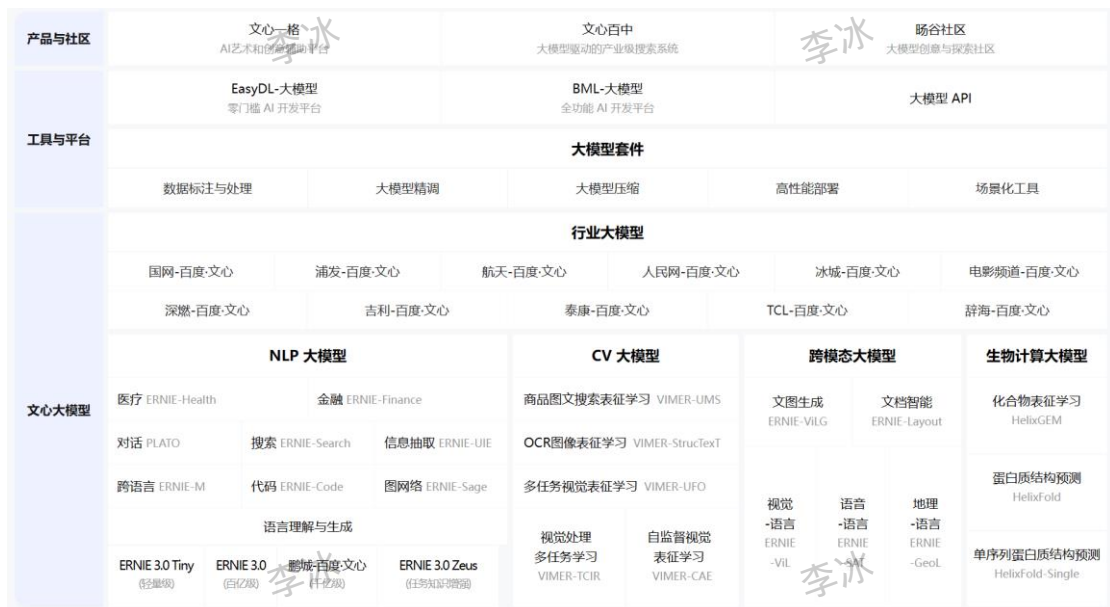 产品与社区
文心一格
AI艺术和创意辅助平台
文心百中
大模型驱动的产业级搜索系统
旸谷社区
大模型创意与探索社区
工具与平台
EasyDL-大模型
零门槛 AI 开发平台
BML-大模型
全功能 AI 开发平台
大模型 API
大模型套件
数据标注与处理
大模型精调
大模型压缩
高性能部署
场景化工具
文心大模型
行业大模型
国网-百度·文心
浦发-百度·文心
航天-百度·文心
人民网-百度·文心
冰城-百度·文心
电影频道-百度·文心
深燃-百度·文心
吉利-百度·文心
泰康-百度·文心
TCL-百度·文心
辞海-百度·文心
NLP 大模型
医疗 ERNIE-Health
金融 ERNIE-Finance
对话 PLATO
搜索 ERNIE-Search
信息抽取 ERNIE-UIE
跨语言 ERNIE-M
代码 ERNIE-Code
图网络 ERNIE-Sage
语言理解与生成
ERNIE 3.0 Tiny
(轻量级)
ERNIE 3.0
(百亿级)
鹏城-百度·文心
(千亿级)
ERNIE 3.0 Zeus
(任务知识增强)
CV 大模型
商品图文搜索表征学习 VIMER-UMS
OCR图像表征学习 VIMER-StrucTexT
多任务视觉表征学习 VIMER-UFO
视觉处理
多任务学习
VIMER-TCIR
自监督视觉
表征学习
VIMER-CAE
跨模态大模型
文图生成
ERNIE-ViLG
文档智能
ERNIE-Layout
视觉
-语言
ERNIE
-ViL
语音
-语言
ERNIE
-SAT
地理
-语言
ERNIE
-GeoL
生物计算大模型
化合物表征学习
HelixGEM
蛋白质结构预测
HelixFold
单序列蛋白质结构预测
HelixFold-Single
李冰
李冰
李冰
李冰